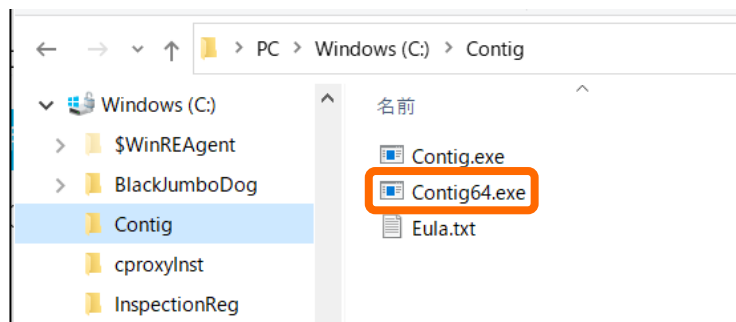 PC > Windows (C:) > Contig
Windows (C:)
$WinREAgent
BlackJumboDog
Contig
cproxyInst
InspectionReg
名前
Contig.exe
Contig64.exe
Eula.txt